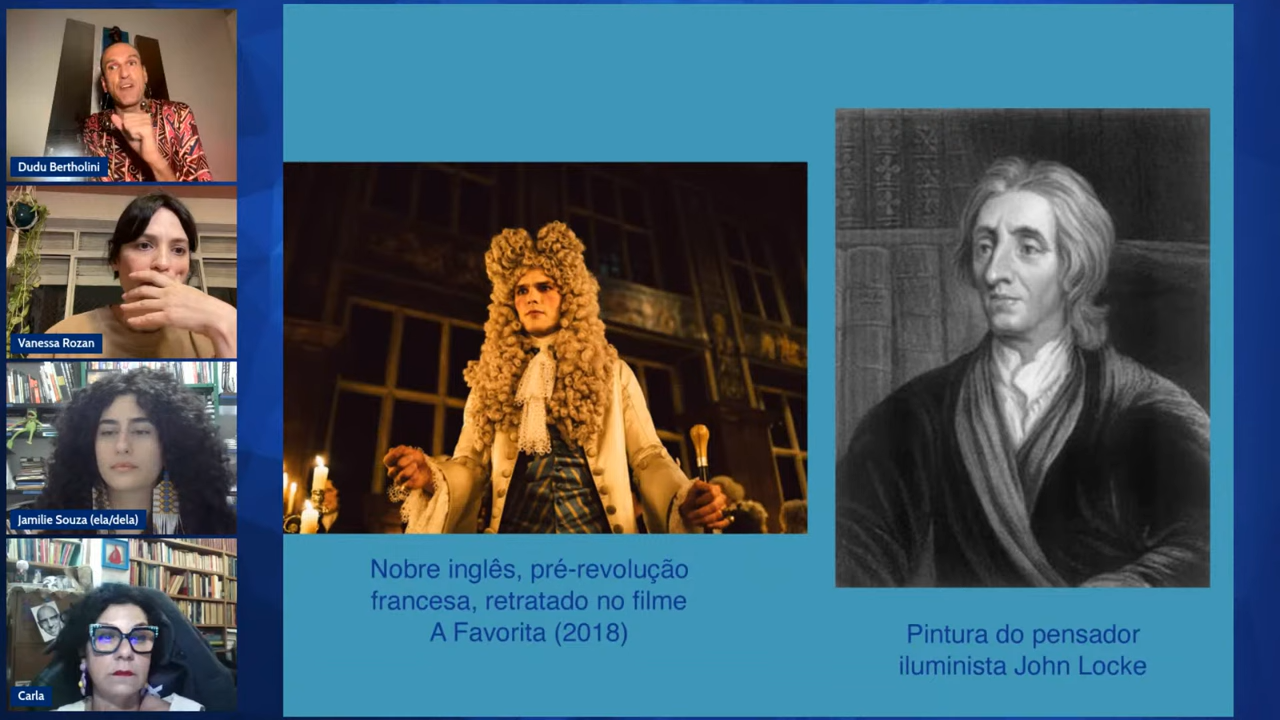 Dudu Bertholini
Vanessa Rozan
Jamilie Souza (ela/dela)
Carla
Nobre inglês, pré-revolução
francesa, retratado no filme
A Favorita (2018)
Pintura do pensador
iluminista John Locke